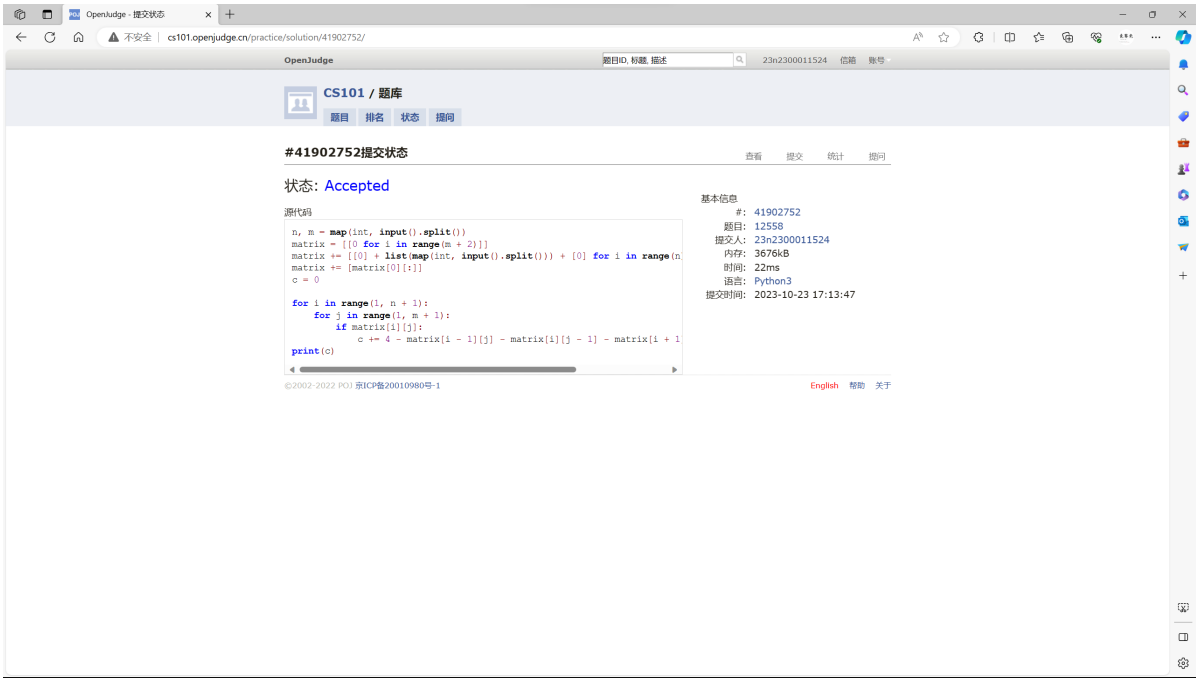 OpenJudge - 提交状态
不安全 cs101.openjudge.cn/practice/solution/41902752/
OpenJudge 题目ID, 标题, 描述 23n2300011524 信箱 账号
CS101 / 题库
题目 排名 状态 提问
#41902752提交状态 查看 提交 统计 提问
状态: Accepted
源代码
n, m = map(int, input().split())
matrix = [[0 for i in range(m + 2)]]
matrix += [[0] + list(map(int, input().split())) + [0] for i in range(n
matrix += [matrix[0][:]]
c = 0
for i in range(1, n + 1):
for j in range(1, m + 1):
if matrix[i][j]:
c += 4 - matrix[i - 1][j] - matrix[i][j - 1] - matrix[i + 1
print(c)
基本信息
#: 41902752
题目: 12558
提交人: 23n2300011524
内存: 3676kB
时间: 22ms
语言: Python3
提交时间: 2023-10-23 17:13:47
©2002-2022 POJ 京ICP备20010980号-1 English 帮助 关于